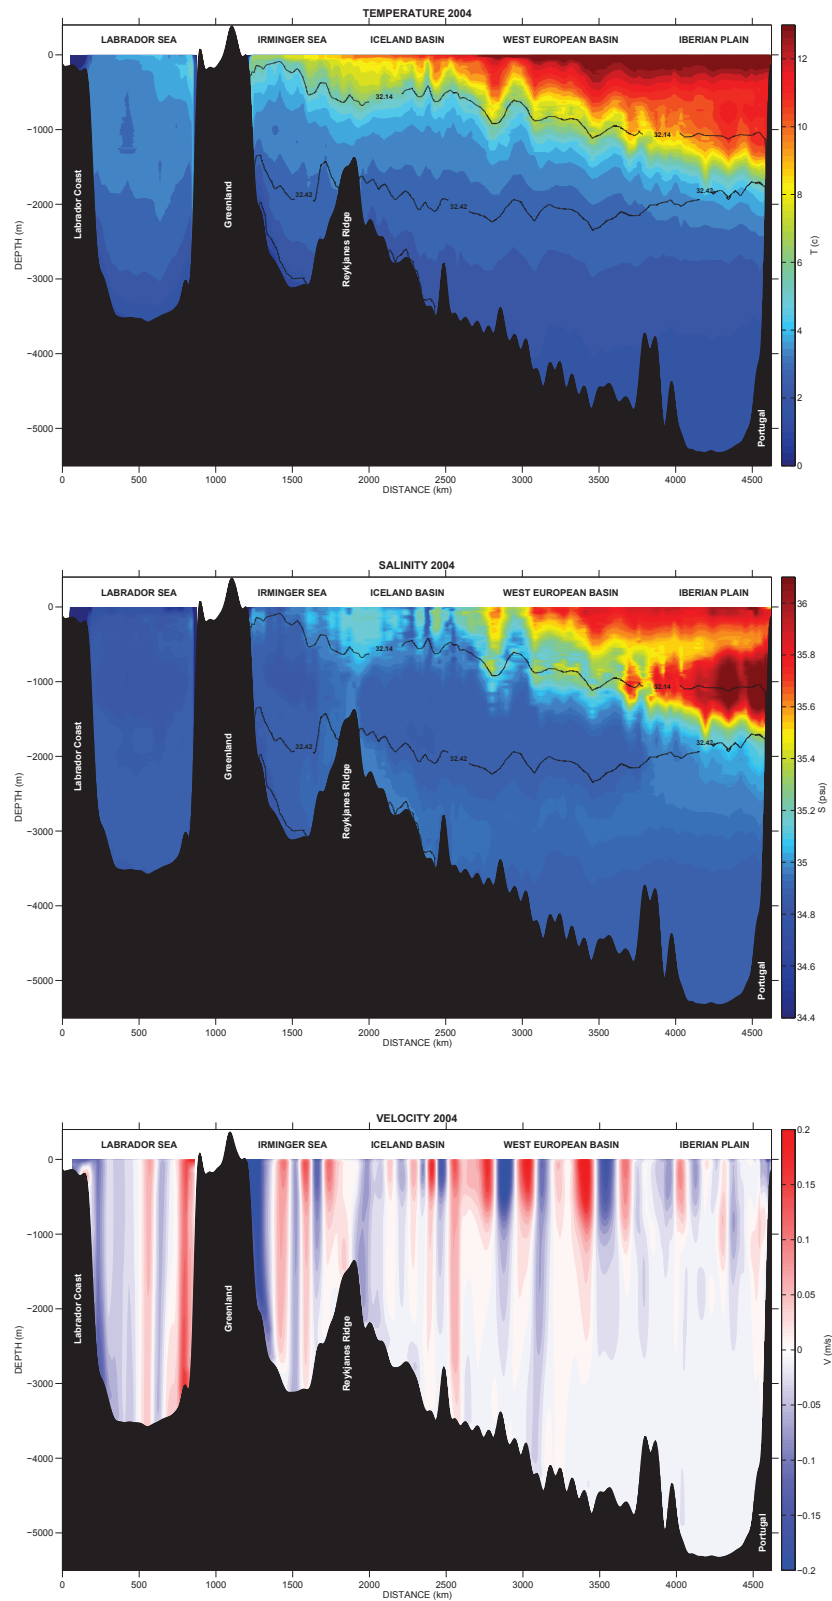 TEMPERATURE 2004
LABRADOR SEA IRMINGER SEA ICELAND BASIN WEST EUROPEAN BASIN IBERIAN PLAIN
0
−1000
−2000
−3000
−4000
−5000
DEPTH (m)
32.14
32.14
32.42
32.42
32.42
Labrador Coast
Greenland
Reykjanes Ridge
Portugal
0 500 1000 1500 2000 2500 3000 3500 4000 4500
DISTANCE (km)
12
10
8
6
4
2
0
T (c)
SALINITY 2004
LABRADOR SEA IRMINGER SEA ICELAND BASIN WEST EUROPEAN BASIN IBERIAN PLAIN
0
−1000
−2000
−3000
−4000
−5000
DEPTH (m)
32.14
32.14
32.42
32.42
32.42
Labrador Coast
Greenland
Reykjanes Ridge
Portugal
0 500 1000 1500 2000 2500 3000 3500 4000 4500
DISTANCE (km)
36
35.8
35.6
35.4
35.2
35
34.8
34.6
34.4
S (psu)
VELOCITY 2004
LABRADOR SEA IRMINGER SEA ICELAND BASIN WEST EUROPEAN BASIN IBERIAN PLAIN
0
−1000
−2000
−3000
−4000
−5000
DEPTH (m)
Labrador Coast
Greenland
Reykjanes Ridge
Portugal
0 500 1000 1500 2000 2500 3000 3500 4000 4500
DISTANCE (km)
0.2
0.15
0.1
0.05
0
−0.05
−0.1
−0.15
−0.2
V (m/s)